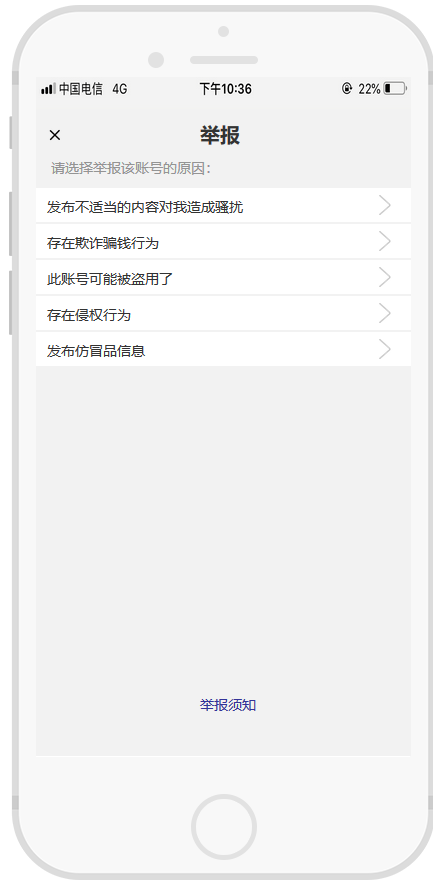 中国电信 4G 下午10:36 22%
举报
请选择举报该账号的原因：
发布不适当的内容对我造成骚扰
存在欺诈骗钱行为
此账号可能被盗用了
存在侵权行为
发布仿冒品信息
举报须知